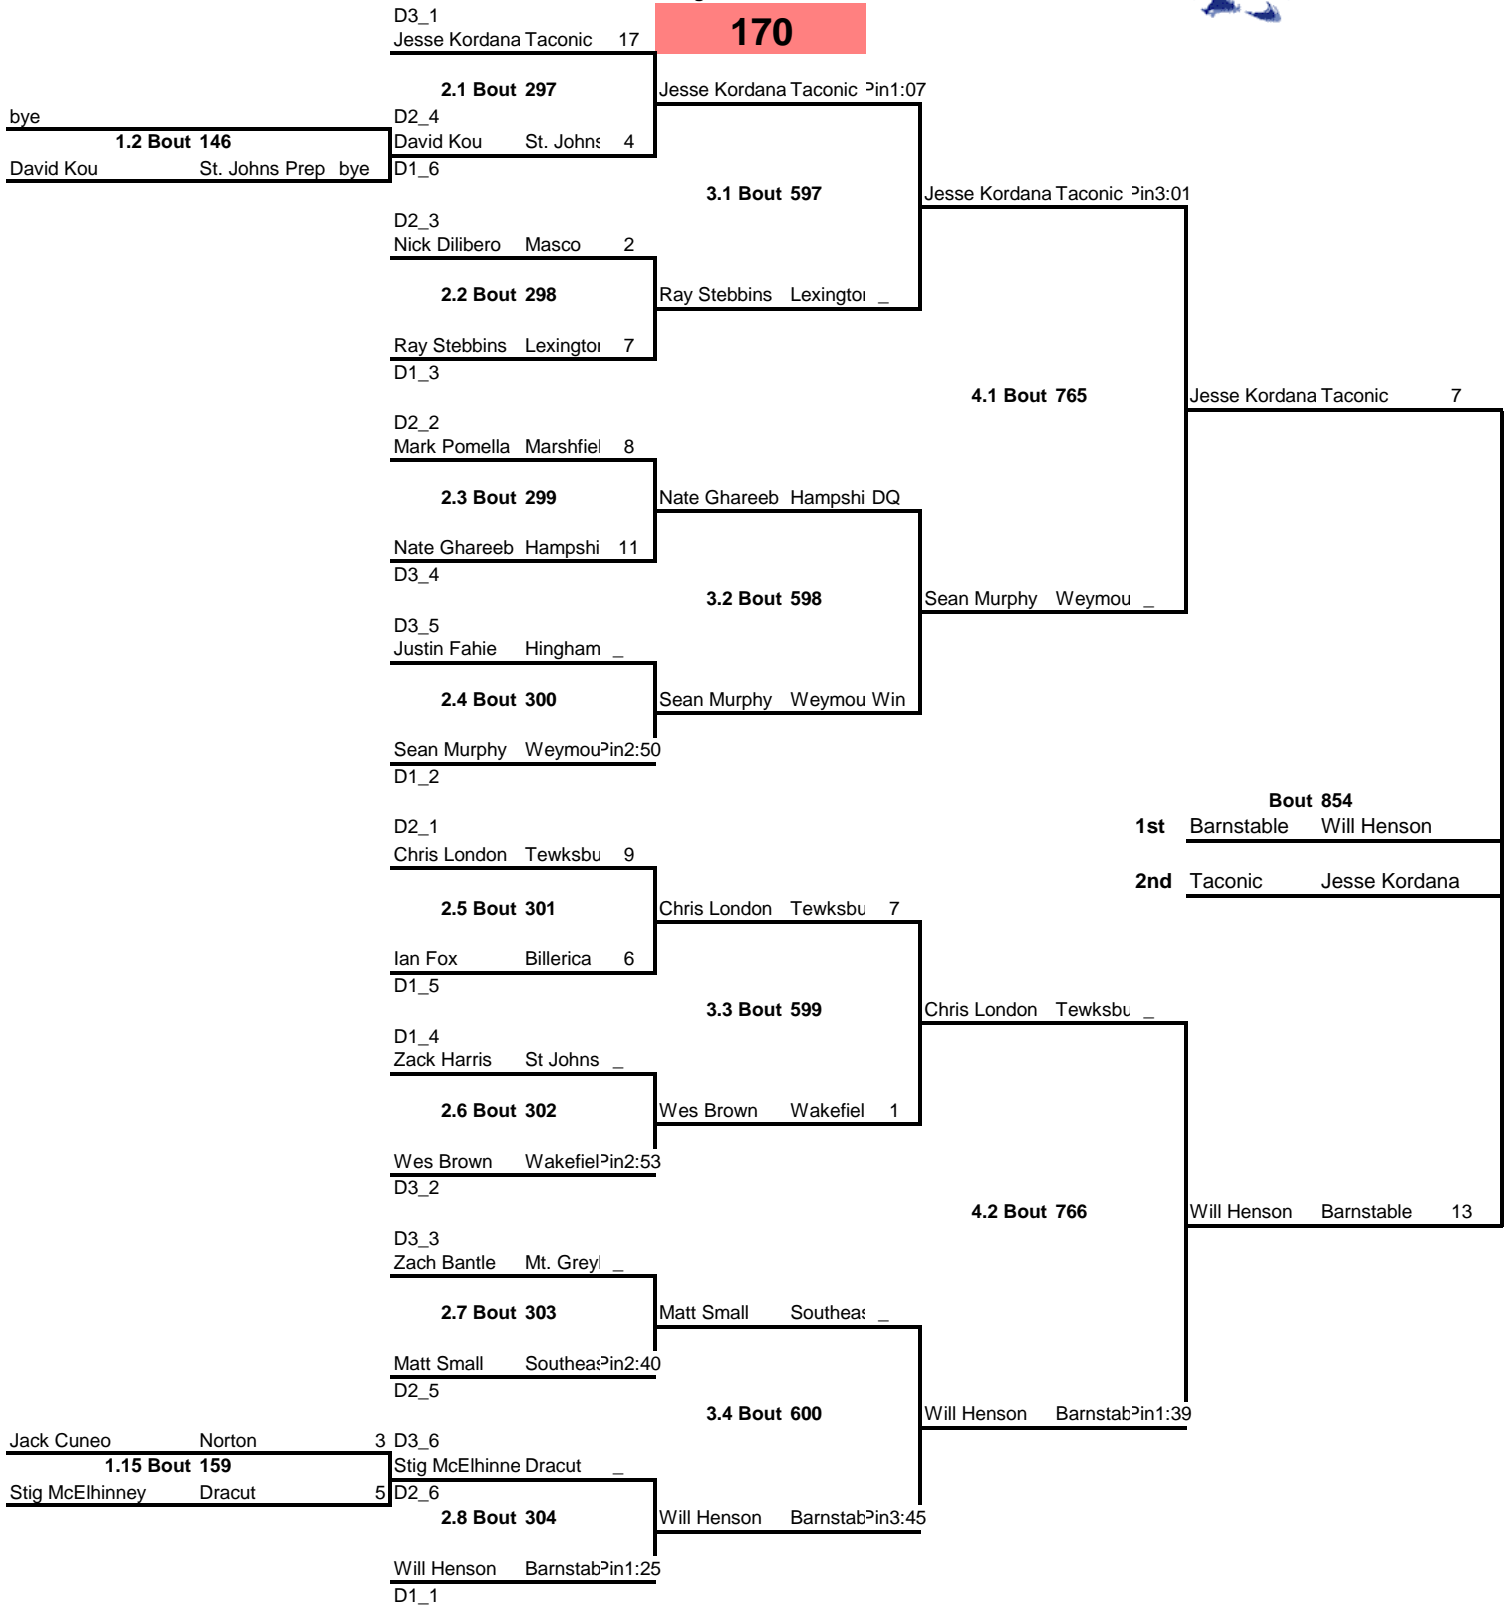 D3_1
170
Jesse Kordana Taconic 17
2.1 Bout 297
Jesse Kordana Taconic Pin1:07
bye
D2_4
1.2 Bout 146
David Kou St. Johns 4
David Kou St. Johns Prep bye
D1_6
3.1 Bout 597
Jesse Kordana Taconic Pin3:01
D2_3
Nick Dilibero Masco 2
2.2 Bout 298
Ray Stebbins Lexington _
Ray Stebbins Lexington 7
D1_3
4.1 Bout 765
Jesse Kordana Taconic 7
D2_2
Mark Pomella Marshfiel 8
2.3 Bout 299
Nate Ghareeb Hampshi DQ
Nate Ghareeb Hampshi 11
D3_4
3.2 Bout 598
Sean Murphy Weymou _
D3_5
Justin Fahie Hingham _
2.4 Bout 300
Sean Murphy Weymou Win
Sean Murphy Weymou Pin2:50
D1_2
Bout 854
D2_1
1st Barnstable Will Henson
Chris London Tewksbu 9
2nd Taconic Jesse Kordana
2.5 Bout 301
Chris London Tewksbu 7
Ian Fox Billerica 6
D1_5
3.3 Bout 599
Chris London Tewksbu _
D1_4
Zack Harris St Johns _
2.6 Bout 302
Wes Brown Wakefiel 1
Wes Brown Wakefiel Pin2:53
D3_2
4.2 Bout 766
Will Henson Barnstable 13
D3_3
Zach Bantle Mt. Greyl _
2.7 Bout 303
Matt Small Southeas _
Matt Small Southeas Pin2:40
D2_5
3.4 Bout 600
Will Henson Barnstab Pin1:39
Jack Cuneo Norton 3
D3_6
1.15 Bout 159
Stig McElhinne Dracut _
Stig McElhinney Dracut 5
D2_6
2.8 Bout 304
Will Henson Barnstab Pin3:45
Will Henson Barnstab Pin1:25
D1_1